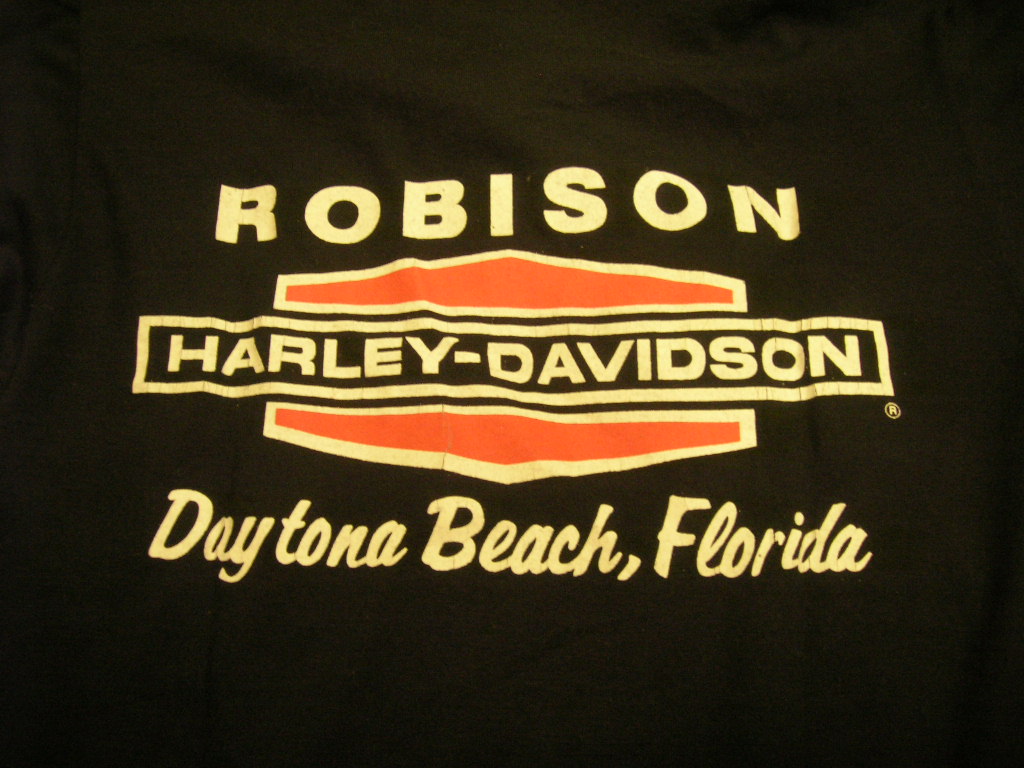 ROBISON
HARLEY-DAVIDSON
®
Daytona Beach, Florida